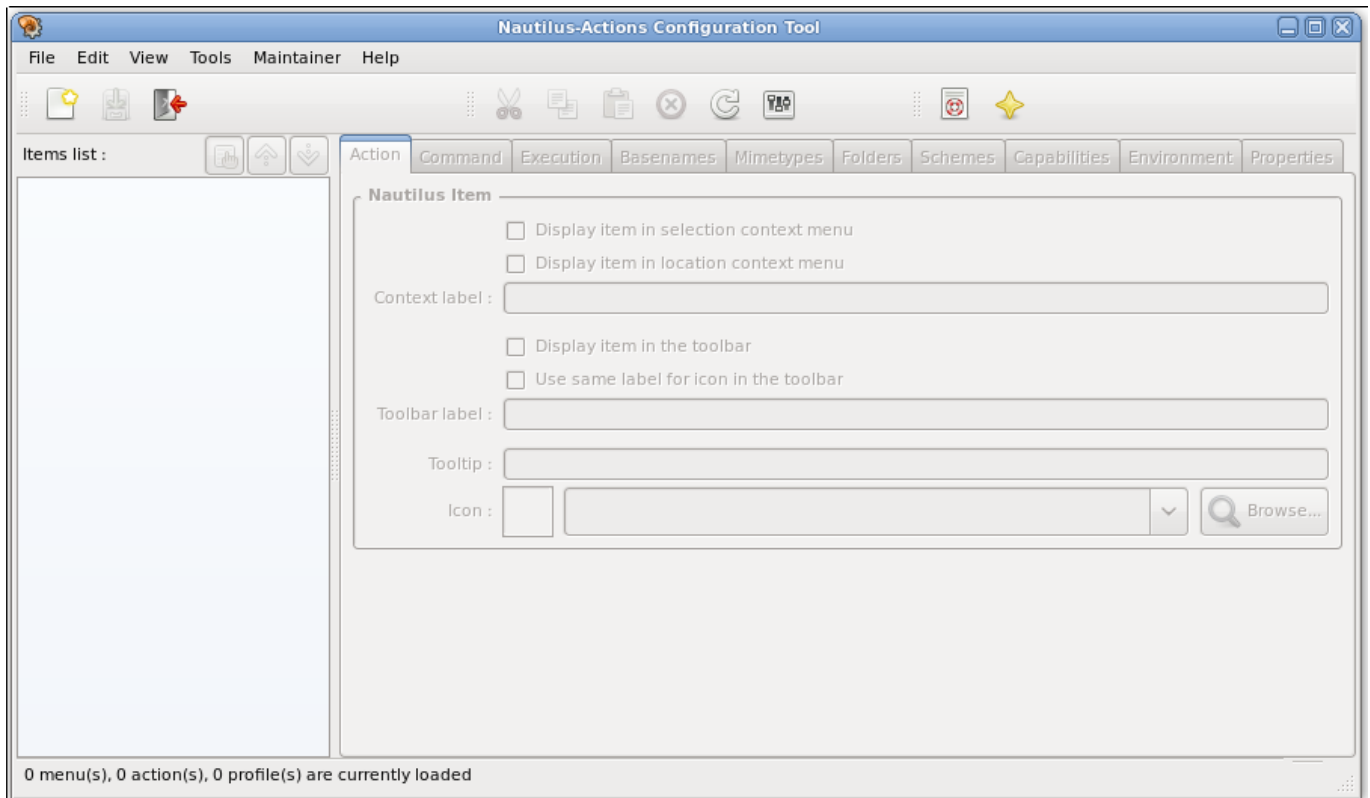 Nautilus-Actions Configuration Tool
File Edit View Tools Maintainer Help
Items list :
Action Command Execution Basenames Mimetypes Folders Schemes Capabilities Environment Properties
Nautilus Item
Display item in selection context menu
Display item in location context menu
Context label :
Display item in the toolbar
Use same label for icon in the toolbar
Toolbar label :
Tooltip :
Icon : Browse...
0 menu(s), 0 action(s), 0 profile(s) are currently loaded